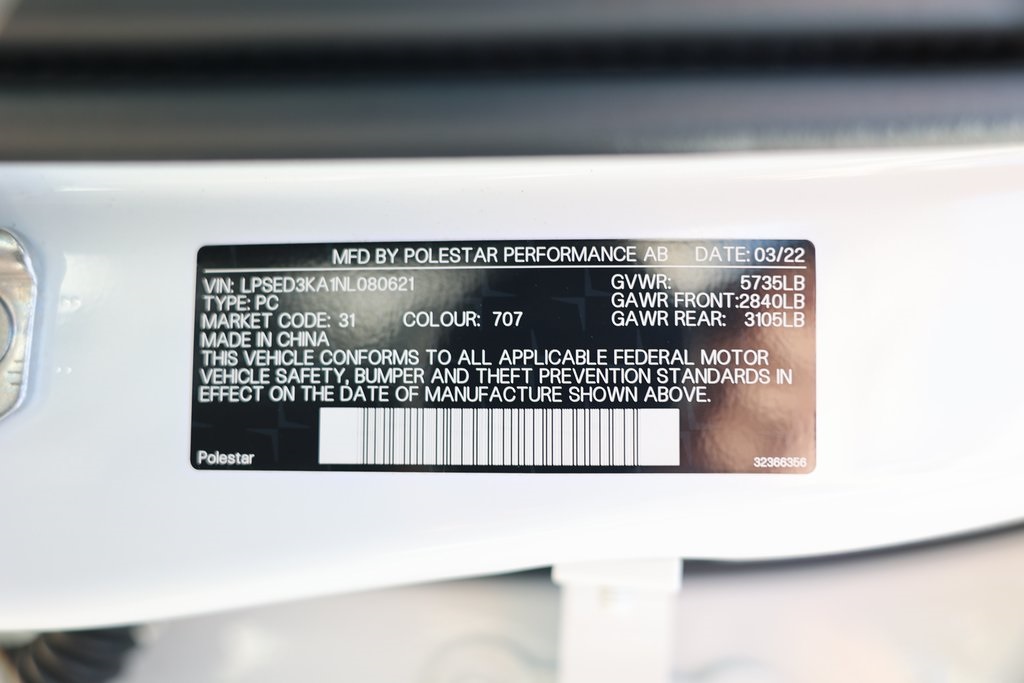 MFD BY POLESTAR PERFORMANCE AB DATE: 03/22
VIN: LPSED3KA1NL080621 GVWR: 5735LB
TYPE: PC GAWR FRONT:2840LB
MARKET CODE: 31 COLOUR: 707 GAWR REAR: 3105LB
MADE IN CHINA
THIS VEHICLE CONFORMS TO ALL APPLICABLE FEDERAL MOTOR
VEHICLE SAFETY, BUMPER AND THEFT PREVENTION STANDARDS IN
EFFECT ON THE DATE OF MANUFACTURE SHOWN ABOVE.
Polestar 32366356